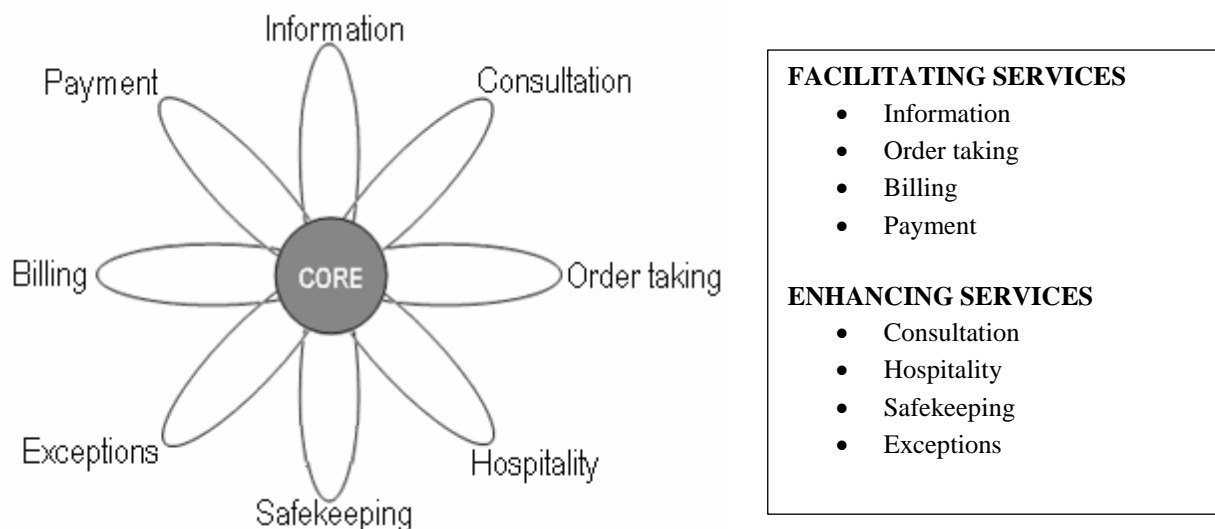 Information
Payment
Consultation
Billing
CORE
Order taking
Exceptions
Hospitality
Safekeeping
FACILITATING SERVICES
• Information
• Order taking
• Billing
• Payment
ENHANCING SERVICES
• Consultation
• Hospitality
• Safekeeping
• Exceptions